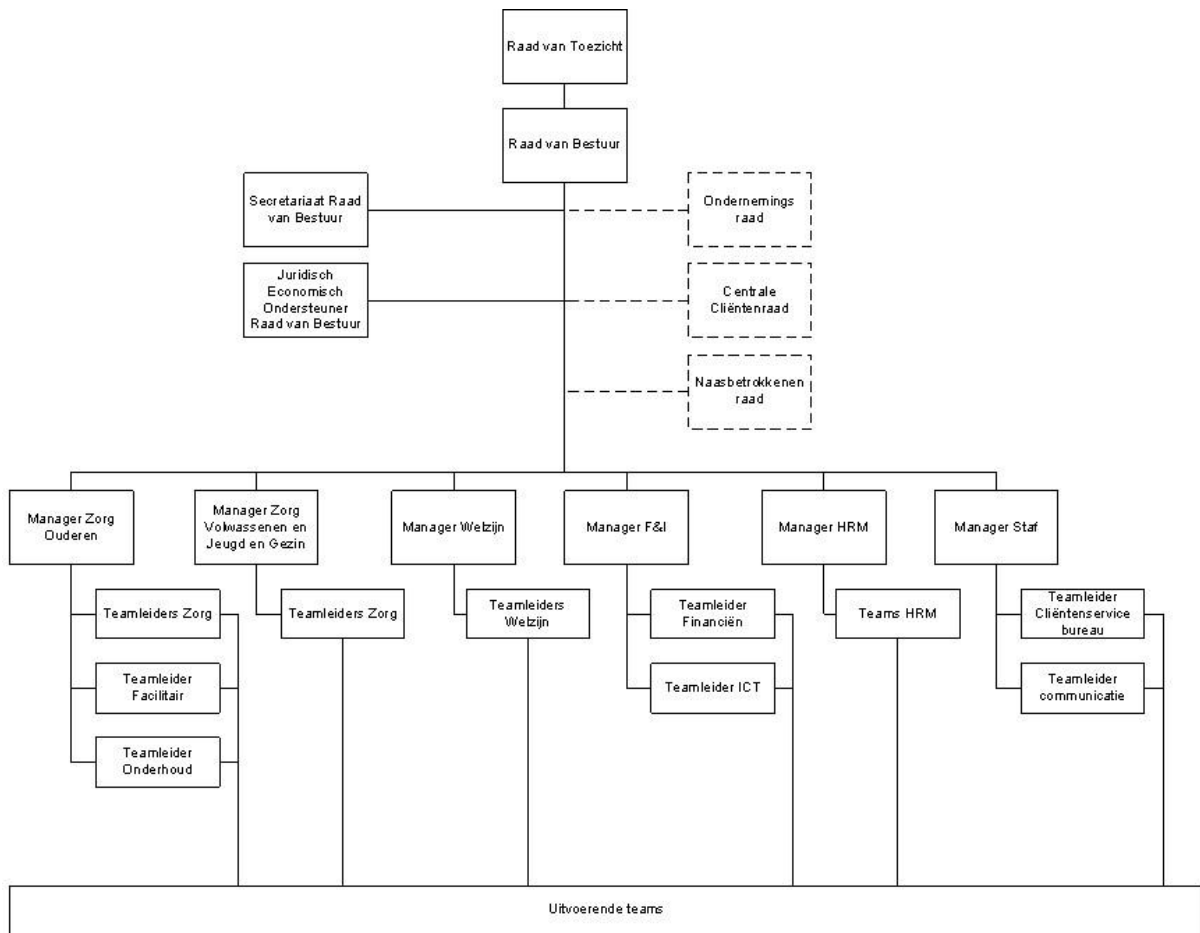 Raad van Toezicht
Raad van Bestuur
Secretariaat Raad
van Bestuur
Ondernemings
raad
Juridisch
Economisch
Ondersteuner
Raad van Bestuur
Centrale
Cliëntenraad
Naasbetrokkenen
raad
Manager Zorg
Ouderen
Manager Zorg
Volwassenen en
Jeugd en Gezin
Manager Welzijn
Manager F&I
Manager HRM
Manager Staf
Teamleiders Zorg
Teamleiders Zorg
Teamleiders
Welzijn
Teamleider
Financiën
Teams HRM
Teamleider
Cliëntenservice
bureau
Teamleider
Facilitair
Teamleider ICT
Teamleider
communicatie
Teamleider
Onderhoud
Uitvoerende teams